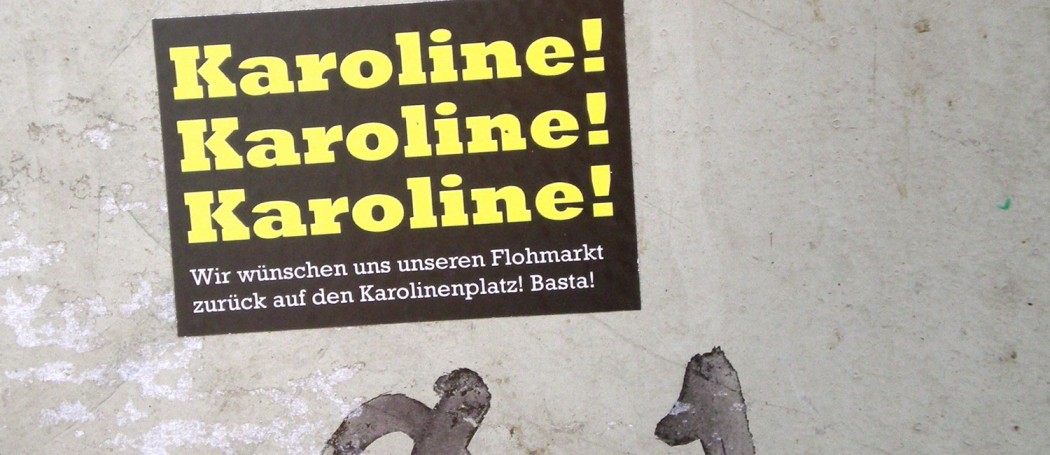 Karoline!
Karoline!
Karoline!
Wir wünschen uns unseren Flohmarkt
zurück auf den Karolinenplatz! Basta!